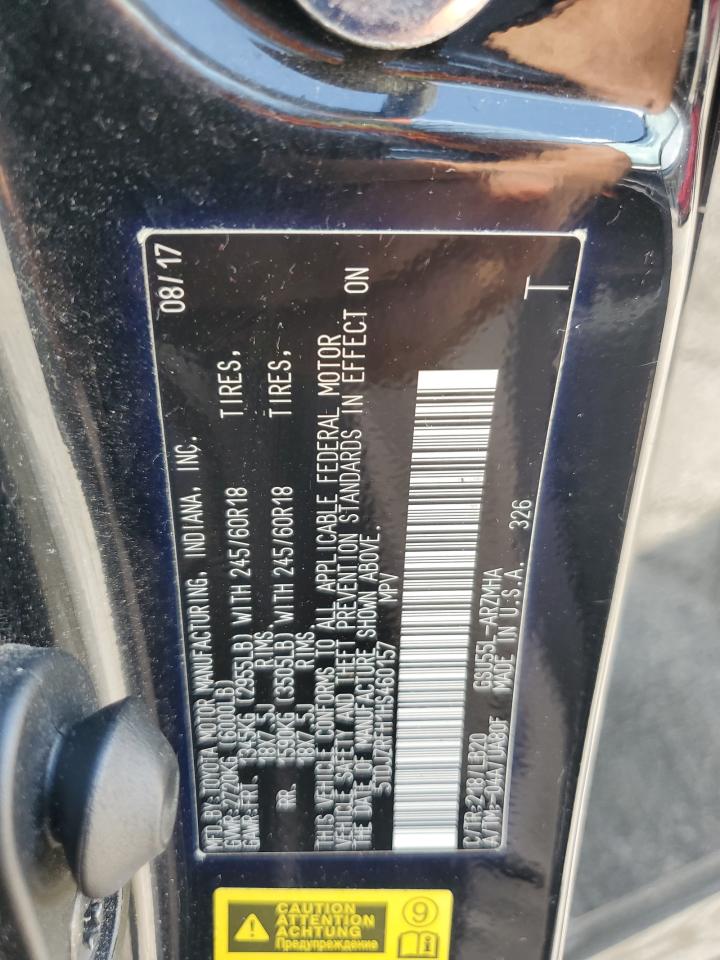 08/17
MFD.BY:TOYOTA MOTOR MANUFACTURING, INDIANA, INC.
GVWR:2720KG (6000LB)
GAWR:FRT. 1345KG (2955LB) WITH 245/60R18 TIRES,
18X7.5J RIMS,
RR. 1590KG (3505LB) WITH 245/60R18 TIRES,
18X7.5J RIMS
THIS VEHICLE CONFORMS TO ALL APPLICABLE FEDERAL MOTOR
VEHICLE SAFETY AND THEFT PREVENTION STANDARDS IN EFFECT ON
THE DATE OF MANUFACTURE SHOWN ABOVE.
MPV
C/TR:218/LB20 GSU55L-ARZMHA
A/TM:-04A/UA80F MADE IN U.S.A. 326
T
CAUTION
ATTENTION
ACHTUNG
Предупреждение
9